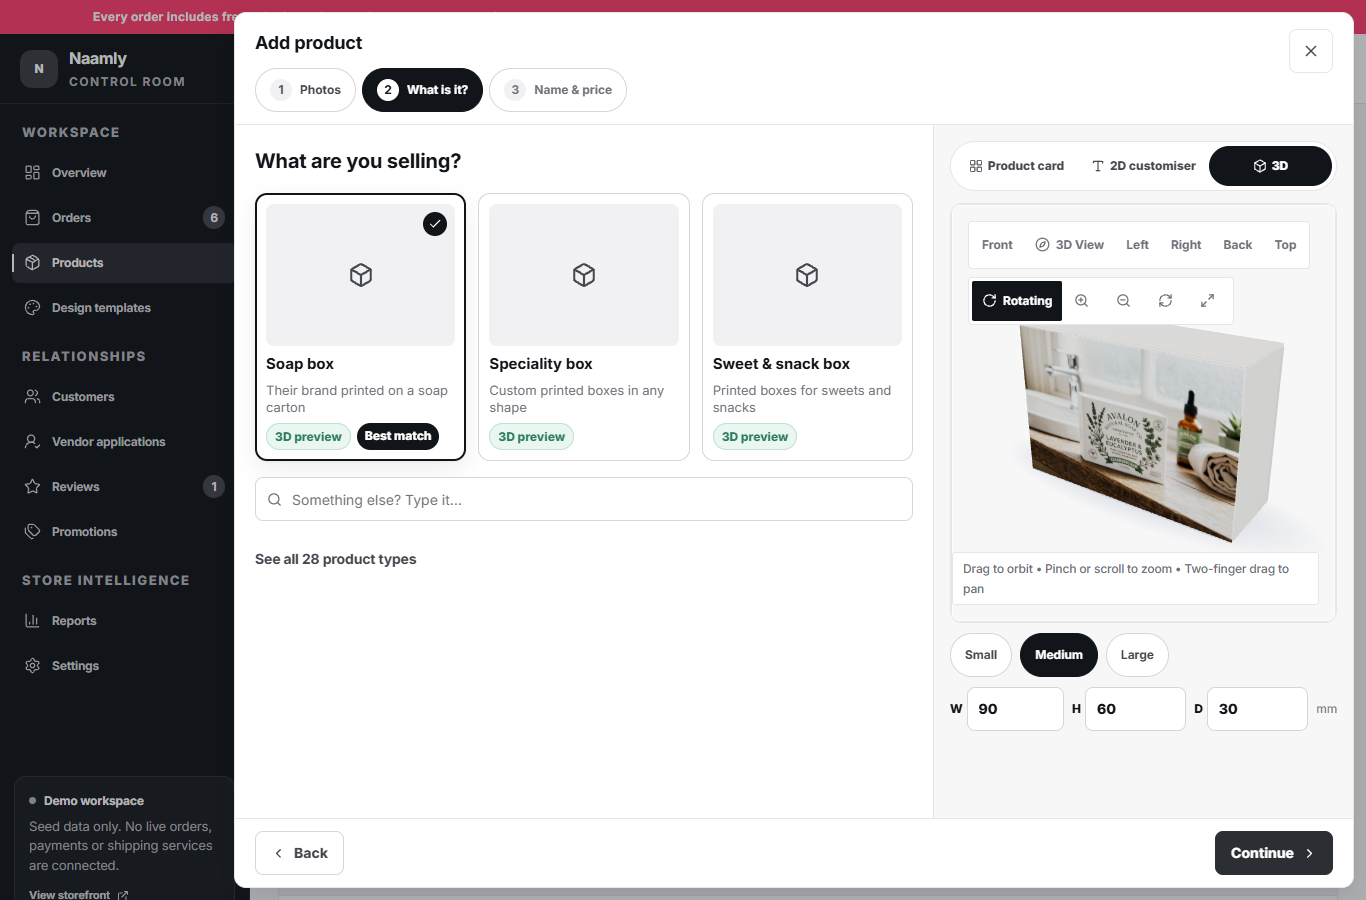 Every order includes fre
N
Naamly
CONTROL ROOM
WORKSPACE
Overview
Orders
6
Products
Design templates
RELATIONSHIPS
Customers
Vendor applications
Reviews
1
Promotions
STORE INTELLIGENCE
Reports
Settings
Demo workspace
Seed data only. No live orders,
payments or shipping services
are connected.
View storefront
Add product
1 Photos
2 What is it?
3 Name & price
What are you selling?
Soap box
Their brand printed on a soap
carton
3D preview
Best match
Speciality box
Custom printed boxes in any
shape
3D preview
Sweet & snack box
Printed boxes for sweets and
snacks
3D preview
Something else? Type it...
See all 28 product types
Product card
2D customiser
3D
Front
3D View
Left
Right
Back
Top
Rotating
AVALON
LAVENDER &
EUCALYPTUS
Drag to orbit • Pinch or scroll to zoom • Two-finger drag to
pan
Small
Medium
Large
W 90 H 60 D 30 mm
Back
Continue